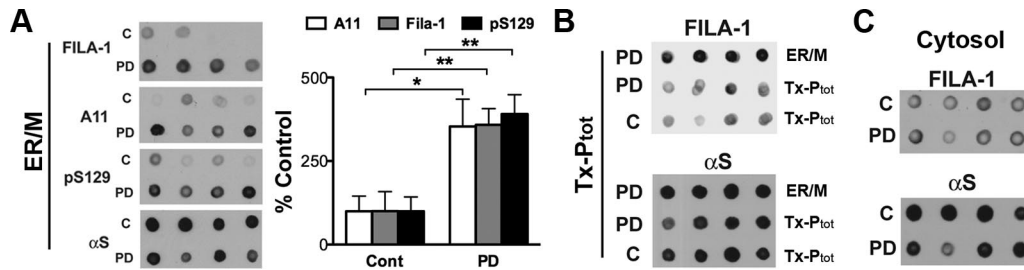 A
ER/M
FILA-1
C
PD
A11
C
PD
pS129
C
PD
αS
C
PD
A11 Fila-1 pS129
**
**
*
% Control
500
250
0
Cont PD
B
Tx-Ptot
FILA-1
PD ER/M
PD Tx-Ptot
C Tx-Ptot
αS
PD ER/M
PD Tx-Ptot
C Tx-Ptot
C
Cytosol
FILA-1
C
PD
αS
C
PD